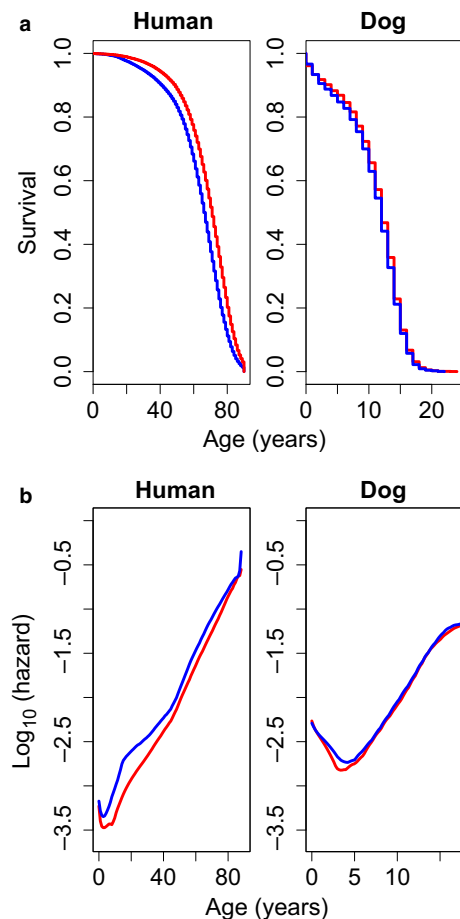 a
Human Dog
Survival
1.0 0.8 0.6 0.4 0.2 0.0
1.0 0.8 0.6 0.4 0.2 0.0
0 40 80 0 10 20
Age (years)
b
Human Dog
Log10 (hazard)
−0.5 −1.5 −2.5 −3.5
−0.5 −1.5 −2.5 −3.5
0 40 80 0 5 10
Age (years)